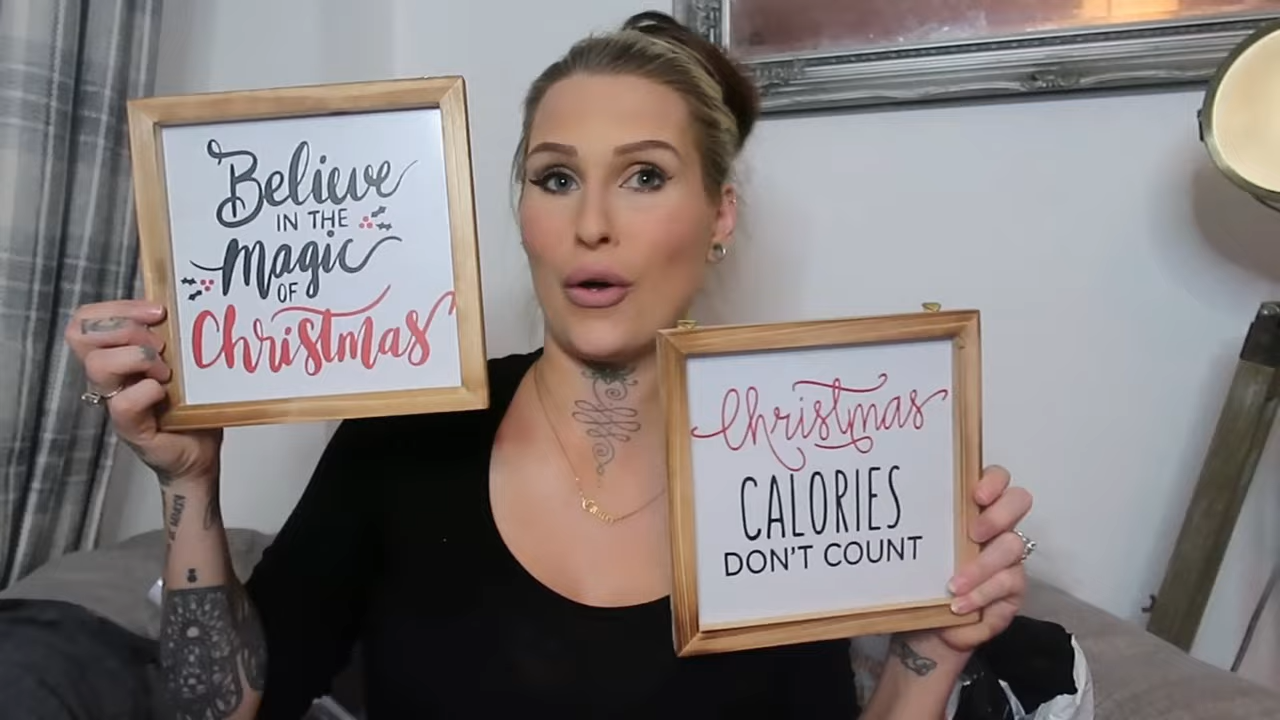 Believe
IN THE
Magic
OF
Christmas
Christmas
CALORIES
DON'T COUNT